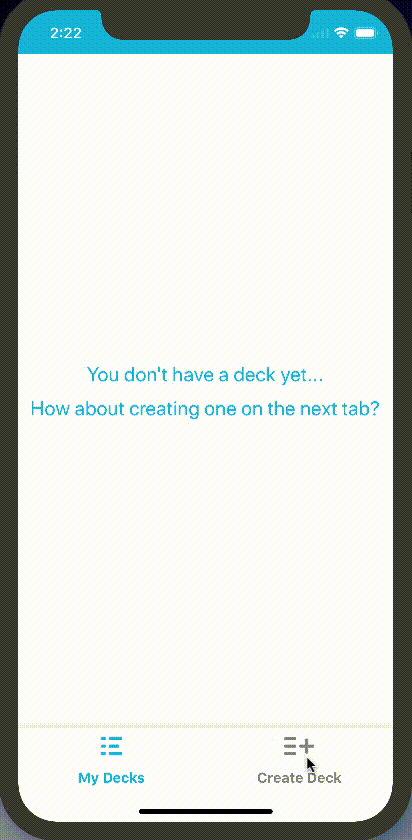 2:22
You don't have a deck yet...
How about creating one on the next tab?
My Decks
Create Deck